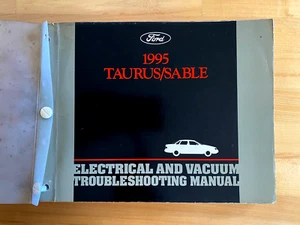 Ford
1995
TAURUS/SABLE
ELECTRICAL AND VACUUM
TROUBLESHOOTING MANUAL